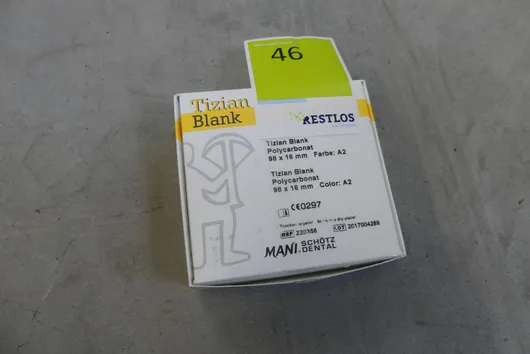 46
Tizian
Blank
RESTLOS
Tizian Blank
Polycarbonat
98 x 16 mm Farbe: A2
Tizian Blank
Polycarbonat
98 x 16 mm Color: A2
CE0297
REF 220358
LOT 2017004289
MANI SCHÜTZ
DENTAL